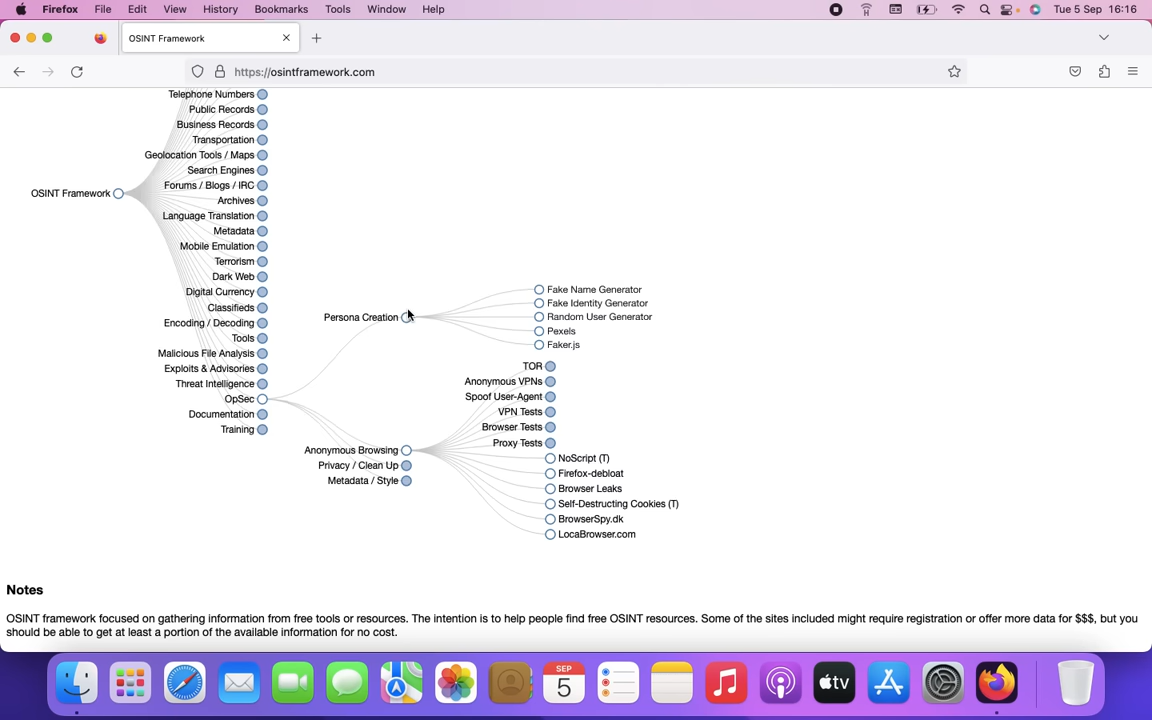 Firefox File Edit View History Bookmarks Tools Window Help Tue 5 Sep 16:16
OSINT Framework
https://osintframework.com
Telephone Numbers
Public Records
Business Records
Transportation
Geolocation Tools / Maps
Search Engines
Forums / Blogs / IRC
OSINT Framework
Archives
Language Translation
Metadata
Mobile Emulation
Terrorism
Dark Web
Digital Currency
Classifieds
Encoding / Decoding
Tools
Malicious File Analysis
Exploits & Advisories
Threat Intelligence
OpSec
Documentation
Training
Persona Creation
Fake Name Generator
Fake Identity Generator
Random User Generator
Pexels
Faker.js
Anonymous Browsing
Privacy / Clean Up
Metadata / Style
TOR
Anonymous VPNs
Spoof User-Agent
VPN Tests
Browser Tests
Proxy Tests
NoScript (T)
Firefox-debloat
Browser Leaks
Self-Destructing Cookies (T)
BrowserSpy.dk
LocaBrowser.com
Notes
OSINT framework focused on gathering information from free tools or resources. The intention is to help people find free OSINT resources. Some of the sites included might require registration or offer more data for $$$, but you
should be able to get at least a portion of the available information for no cost.
SEP
5
tv